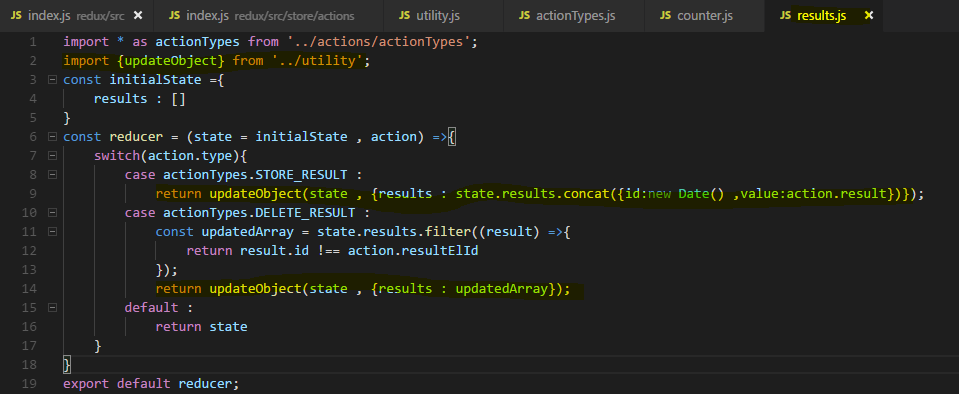 JS index.js redux/src ×
JS index.js redux/src/store/actions
JS utility.js
JS actionTypes.js
JS counter.js
JS results.js ×
1 import * as actionTypes from '../actions/actionTypes';
2 import {updateObject} from '../utility';
3 const initialState ={
4     results : []
5 }
6 const reducer = (state = initialState , action) =>{
7     switch(action.type){
8         case actionTypes.STORE_RESULT :
9             return updateObject(state , {results : state.results.concat({id:new Date() ,value:action.result})});
10         case actionTypes.DELETE_RESULT :
11             const updatedArray = state.results.filter((result) =>{
12                 return result.id !== action.resultElId
13             });
14             return updateObject(state , {results : updatedArray});
15         default :
16             return state
17     }
18 }
19 export default reducer;